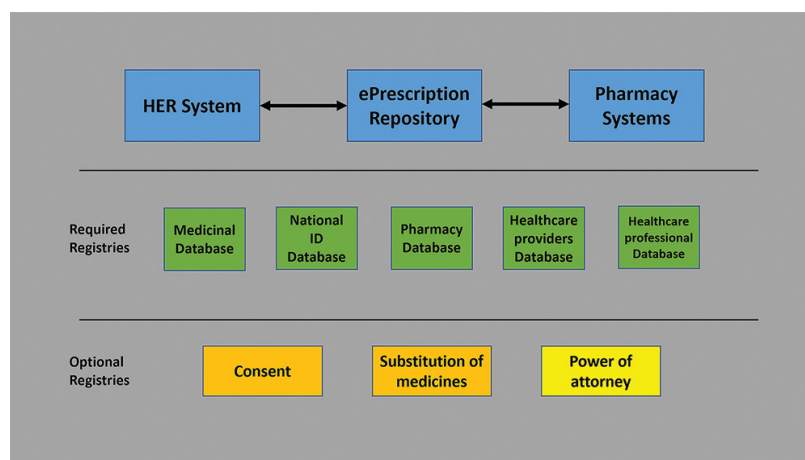 HER System
ePrescription
Repository
Pharmacy
Systems
Required
Registries
Medicinal
Database
National
ID
Database
Pharmacy
Database
Healthcare
providers
Database
Healthcare
professional
Database
Optional
Registries
Consent
Substitution of
medicines
Power of
attorney